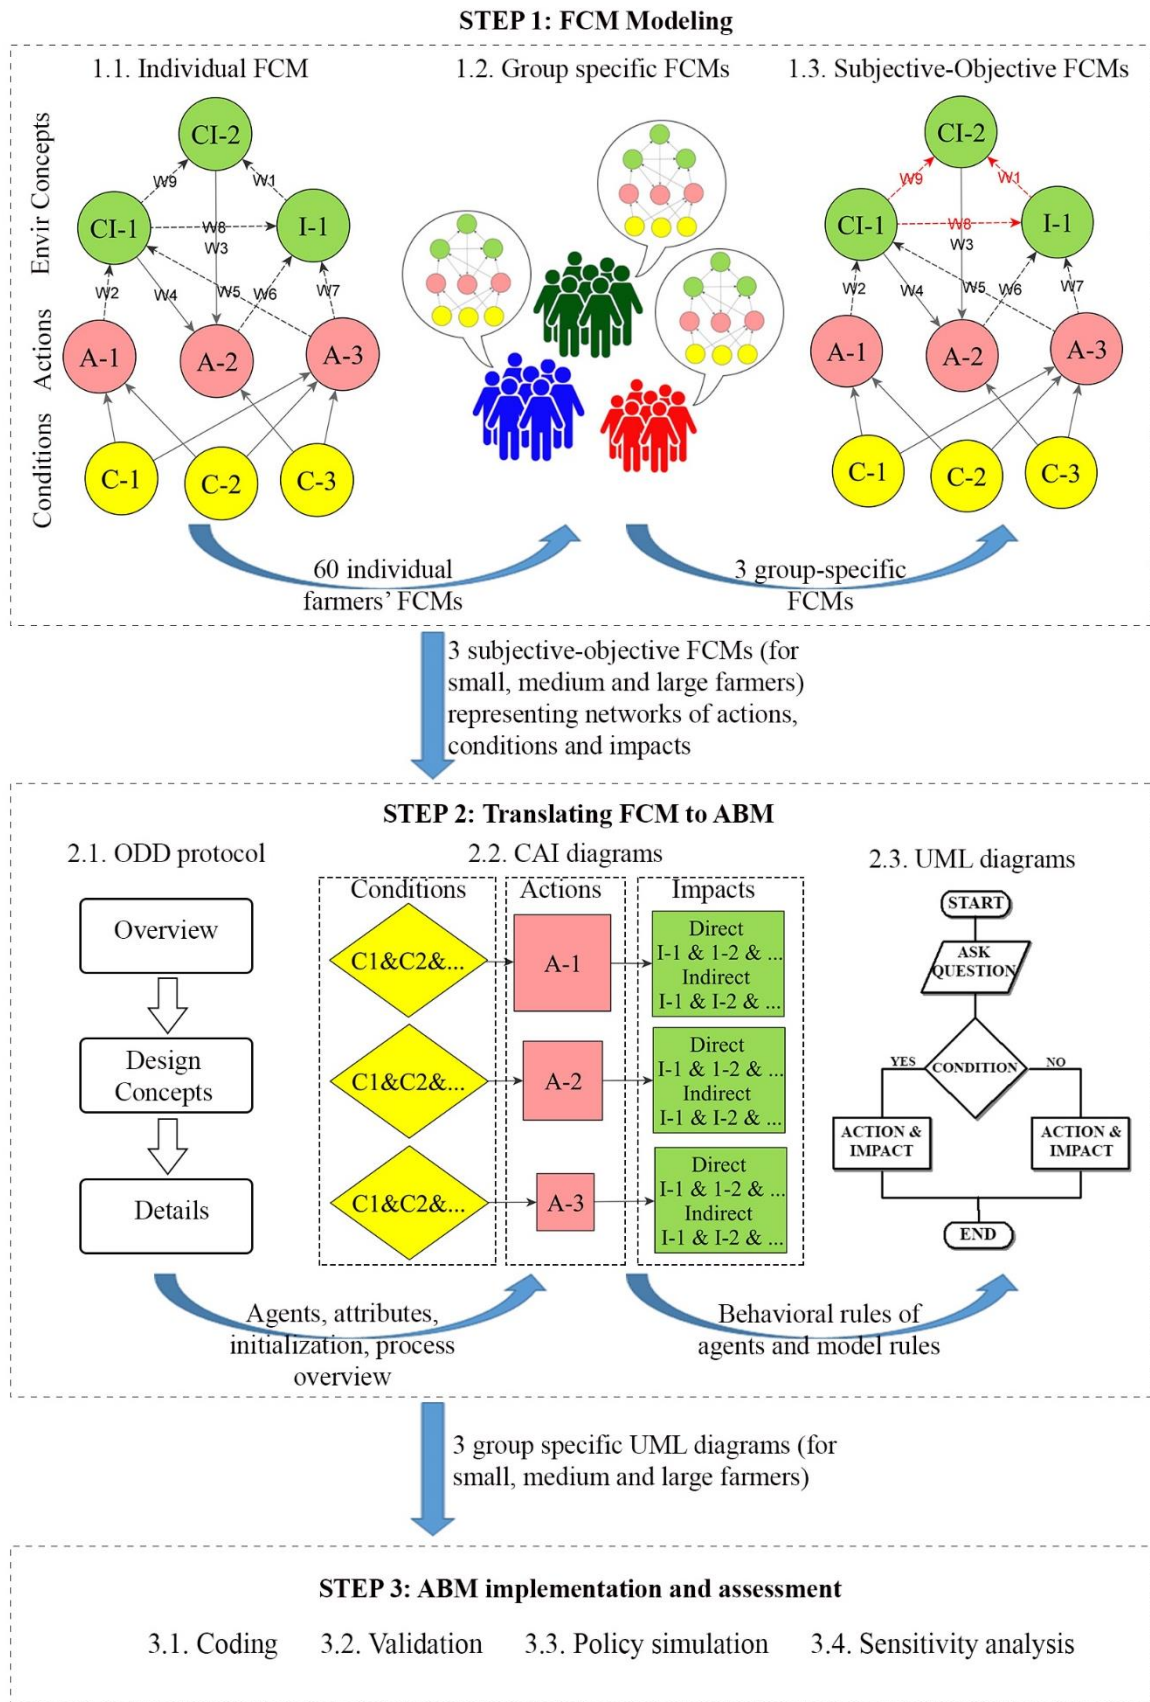 STEP 1: FCM Modeling
1.1. Individual FCM
1.2. Group specific FCMs
1.3. Subjective-Objective FCMs
Envir Concepts
Actions
Conditions
CI-2
W9
W1
CI-1
W8
I-1
W3
W2
W4
W5
W6
W7
A-1
A-2
A-3
C-1
C-2
C-3
CI-2
W9
W1
CI-1
W8
I-1
W3
W2
W4
W5
W6
W7
A-1
A-2
A-3
C-1
C-2
C-3
60 individual
farmers' FCMs
3 group-specific
FCMs
3 subjective-objective FCMs (for
small, medium and large farmers)
representing networks of actions,
conditions and impacts
STEP 2: Translating FCM to ABM
2.1. ODD protocol
2.2. CAI diagrams
2.3. UML diagrams
Overview
Design
Concepts
Details
Conditions
Actions
Impacts
C1&C2&...
A-1
Direct
I-1 & 1-2 & ...
Indirect
I-1 & I-2 & ...
C1&C2&...
A-2
Direct
I-1 & 1-2 & ...
Indirect
I-1 & I-2 & ...
C1&C2&...
A-3
Direct
I-1 & 1-2 & ...
Indirect
I-1 & I-2 & ...
START
ASK
QUESTION
YES
CONDITION
NO
ACTION &
IMPACT
ACTION &
IMPACT
END
Agents, attributes,
initialization, process
overview
Behavioral rules of
agents and model rules
3 group specific UML diagrams (for
small, medium and large farmers)
STEP 3: ABM implementation and assessment
3.1. Coding
3.2. Validation
3.3. Policy simulation
3.4. Sensitivity analysis